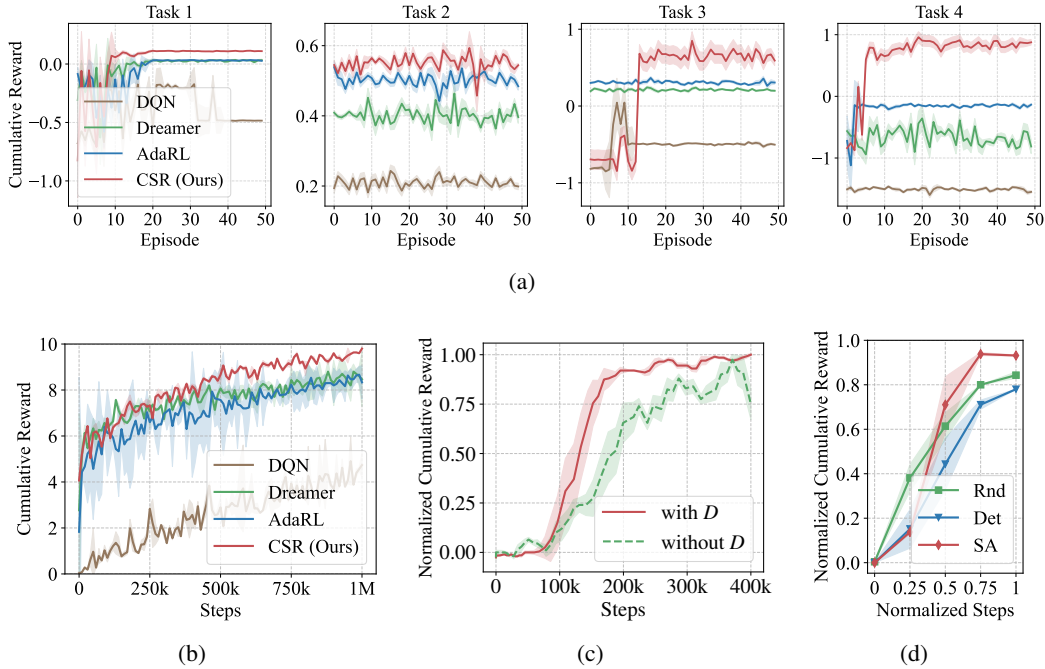 Task 1
Task 2
Task 3
Task 4
Cumulative Reward
0.0
−0.5
−1.0
DQN
Dreamer
AdaRL
CSR (Ours)
0 10 20 30 40 50
Episode
0.6
0.4
0.2
0 10 20 30 40 50
Episode
1
0
−1
0 10 20 30 40 50
Episode
1
0
−1
0 10 20 30 40 50
Episode
(a)
Cumulative Reward
10
8
6
4
2
0
DQN
Dreamer
AdaRL
CSR (Ours)
0 250k 500k 750k 1M
Steps
(b)
Normalized Cumulative Reward
1.00
0.75
0.50
0.25
0.00
with D
without D
0 100k 200k 300k 400k
Steps
(c)
Normalized Cumulative Reward
1.0
0.8
0.6
0.4
0.2
0.0
Rnd
Det
SA
0 0.25 0.5 0.75 1
Normalized Steps
(d)